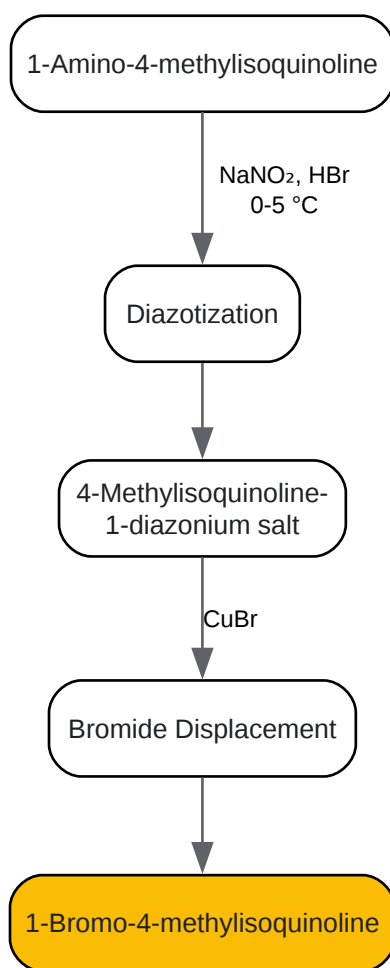 1-Amino-4-methylisoquinoline
NaNO₂, HBr
0-5 °C
Diazotization
4-Methylisoquinoline-
1-diazonium salt
CuBr
Bromide Displacement
1-Bromo-4-methylisoquinoline